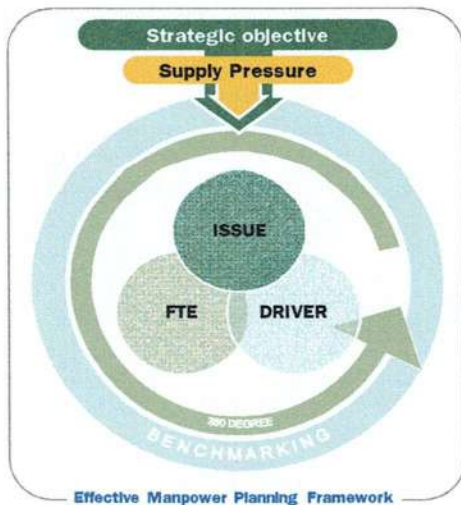 Strategic objective
Supply Pressure
ISSUE
FTE
DRIVER
360 DEGREE
BENCHMARKING
Effective Manpower Planning Framework